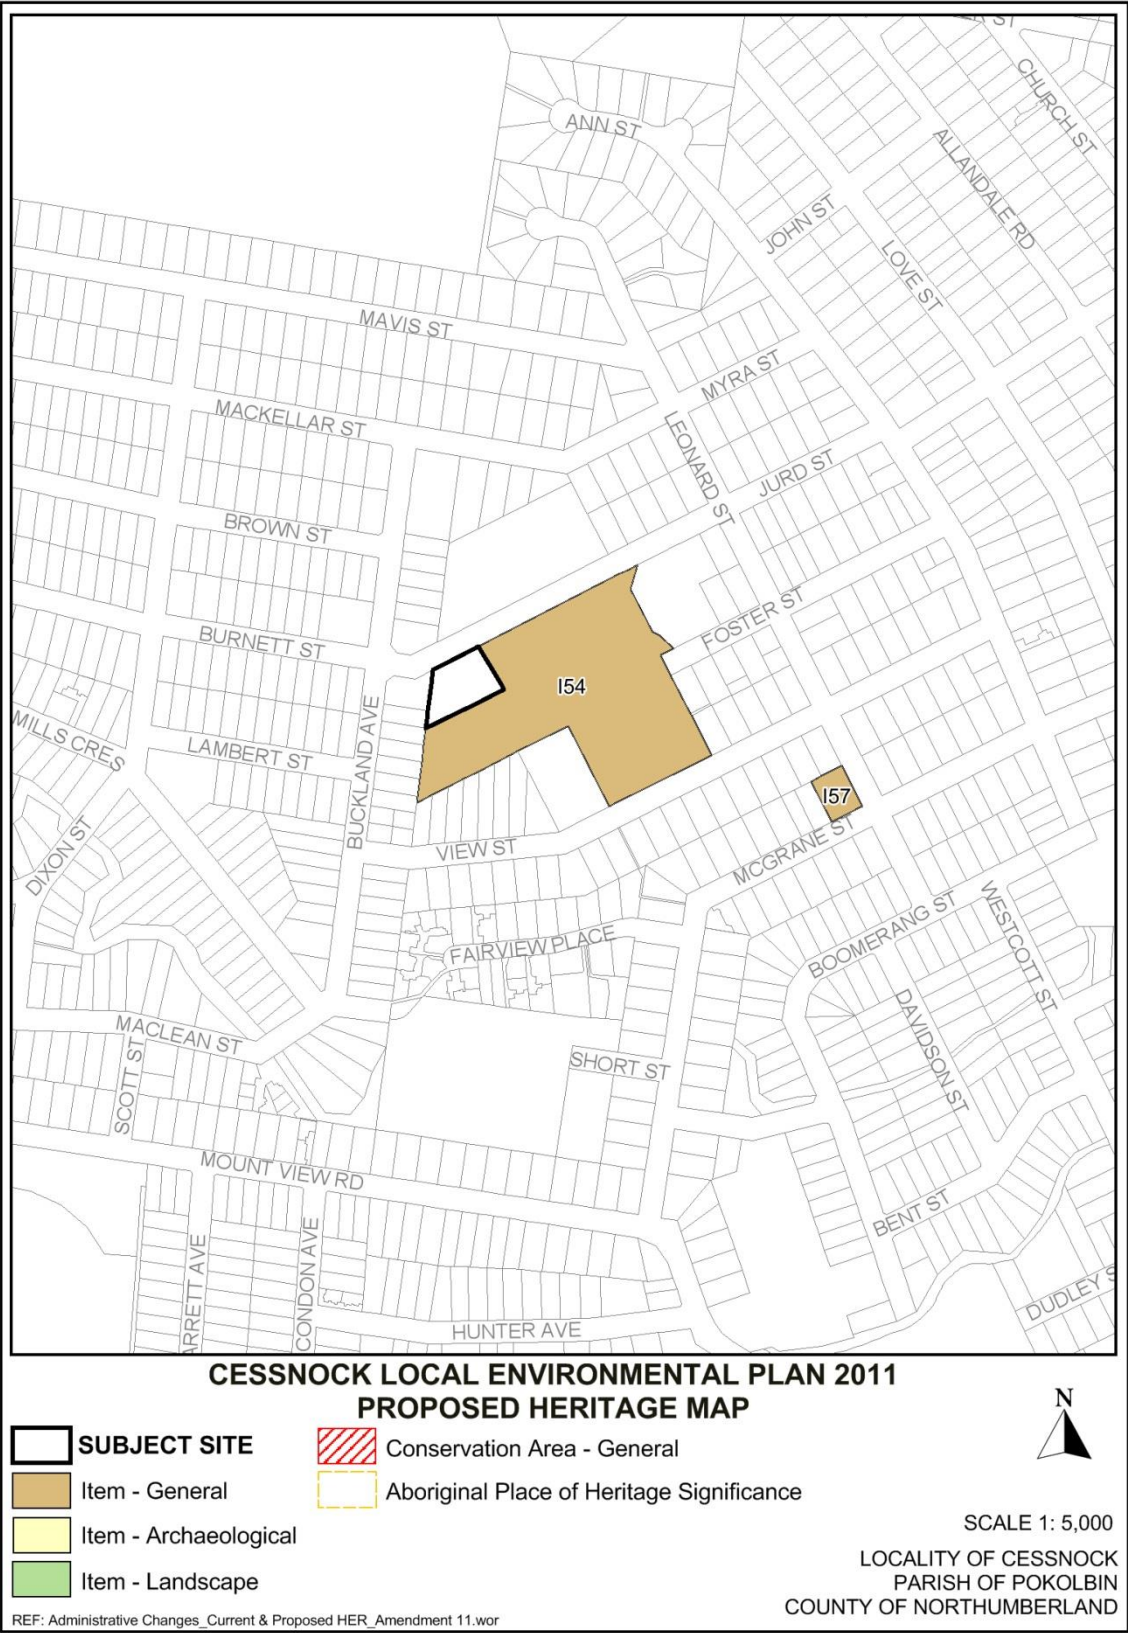 CHURCH ST
ANN ST
ALLANDALE RD
JOHN ST
LOVE ST
MAVIS ST
MYRA ST
MACKELLAR ST
LEONARD ST
JURD ST
BROWN ST
FOSTER ST
BURNETT ST
I54
BUCKLAND AVE
MILLS CRES
LAMBERT ST
I57
DIXON ST
VIEW ST
MCGRANE ST
WESTCOTT ST
BOOMERANG ST
FAIRVIEW PLACE
DAVIDSON ST
MACLEAN ST
SCOTT ST
SHORT ST
MOUNT VIEW RD
BENT ST
ARRETT AVE
CONDON AVE
DUDLEY S
HUNTER AVE
CESSNOCK LOCAL ENVIRONMENTAL PLAN 2011
PROPOSED HERITAGE MAP
N
SUBJECT SITE
Conservation Area - General
Item - General
Aboriginal Place of Heritage Significance
Item - Archaeological
Item - Landscape
SCALE 1: 5,000
LOCALITY OF CESSNOCK
PARISH OF POKOLBIN
COUNTY OF NORTHUMBERLAND
REF: Administrative Changes_Current & Proposed HER_Amendment 11.wor